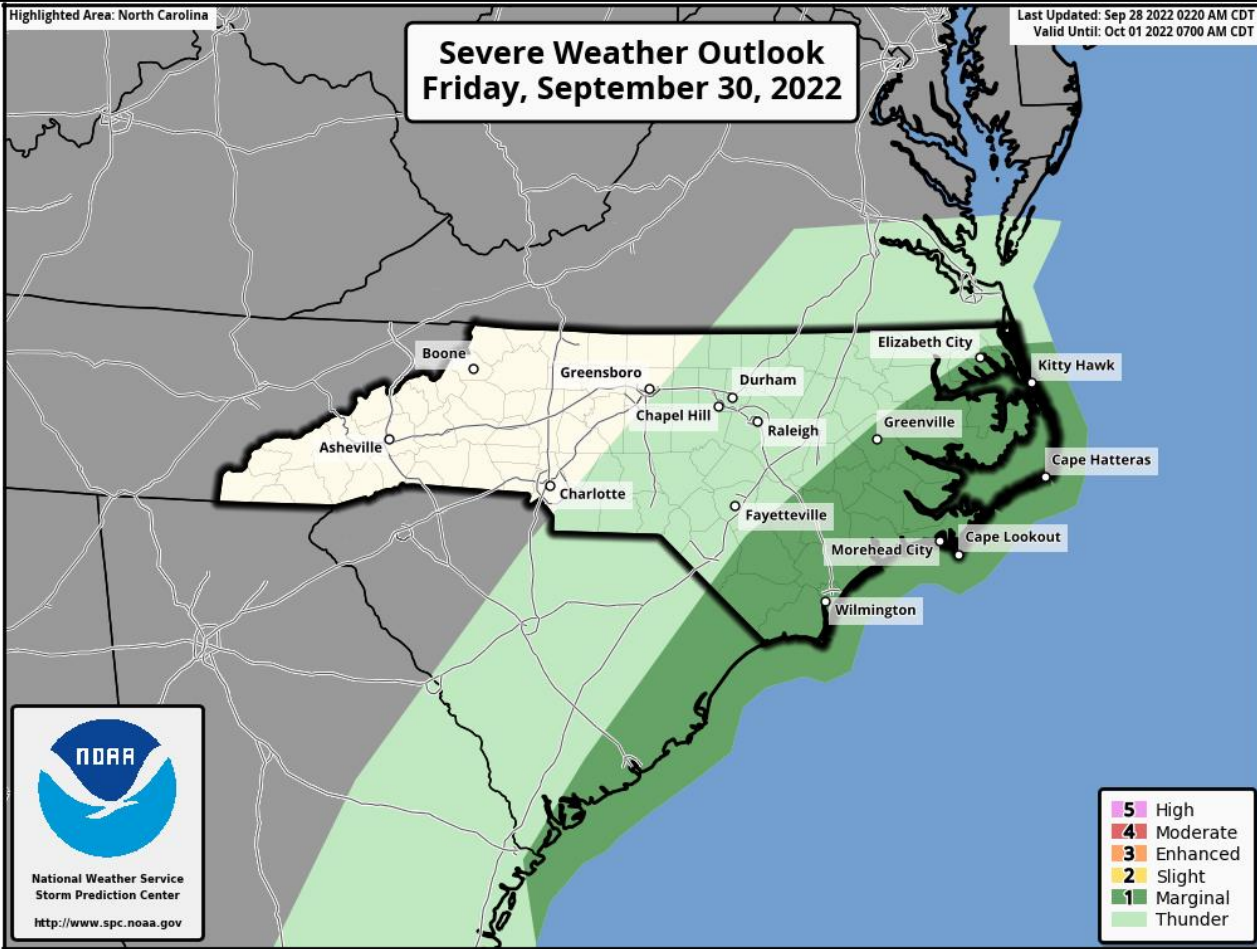 Highlighted Area: North Carolina
Last Updated: Sep 28 2022 0220 AM CDT
Valid Until: Oct 01 2022 0700 AM CDT
Severe Weather Outlook
Friday, September 30, 2022
Boone
Greensboro
Elizabeth City
Kitty Hawk
Durham
Chapel Hill
Raleigh
Greenville
Asheville
Cape Hatteras
Charlotte
Fayetteville
Cape Lookout
Morehead City
Wilmington
NOAA
National Weather Service
Storm Prediction Center
http://www.spc.noaa.gov
5 High
4 Moderate
3 Enhanced
2 Slight
1 Marginal
Thunder